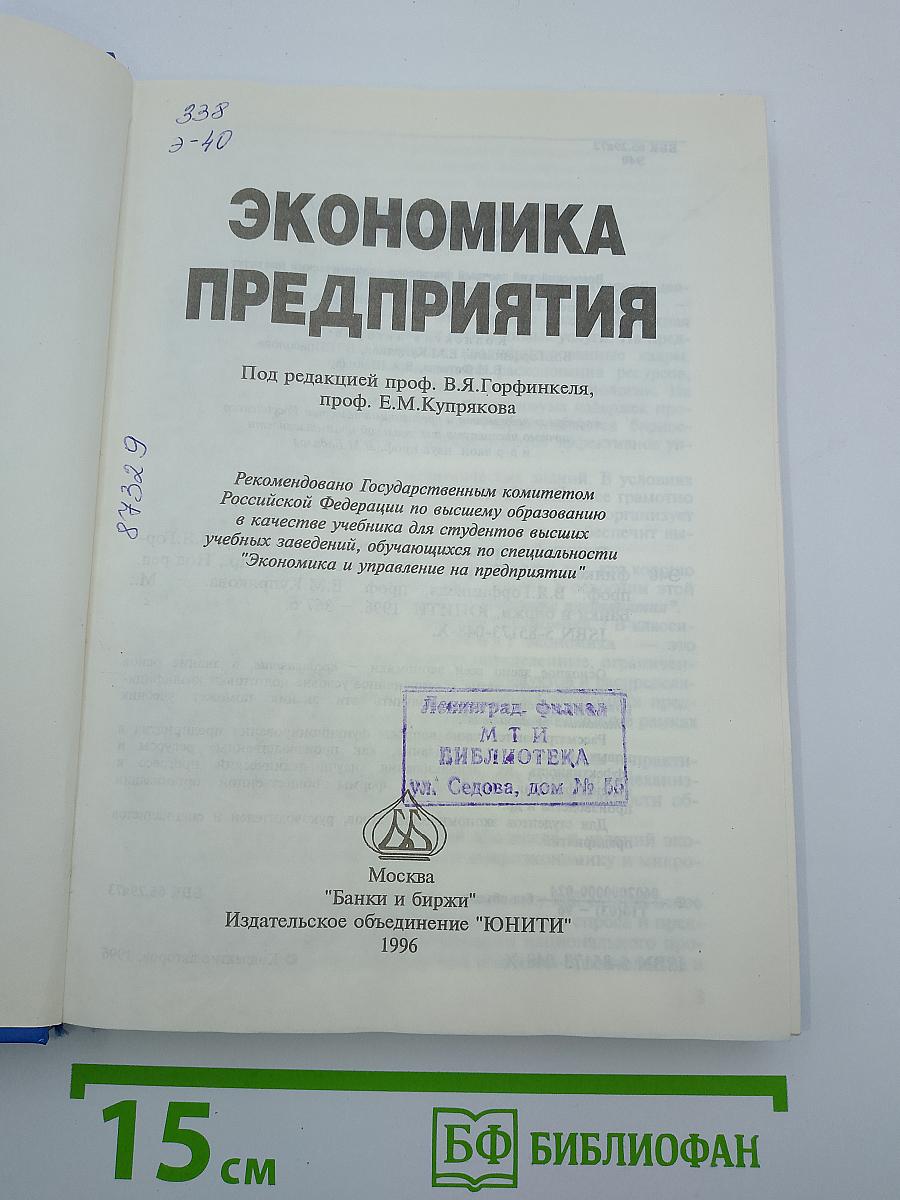 338
Э-40
ЭКОНОМИКА
ПРЕДПРИЯТИЯ
Под редакцией проф. В.Я.Горфинкеля,
проф. Е.М.Купрякова
87329
Рекомендовано Государственным комитетом
Российской Федерации по высшему образованию
в качестве учебника для студентов высших
учебных заведений, обучающихся по специальности
"Экономика и управление на предприятии"
Ленинград. филиал
М Т И
БИБЛИОТЕКА
ул. Седова, дом №
Москва
"Банки и биржи"
Издательское объединение "ЮНИТИ"
1996
15 см
БФ БИБЛИОФАН